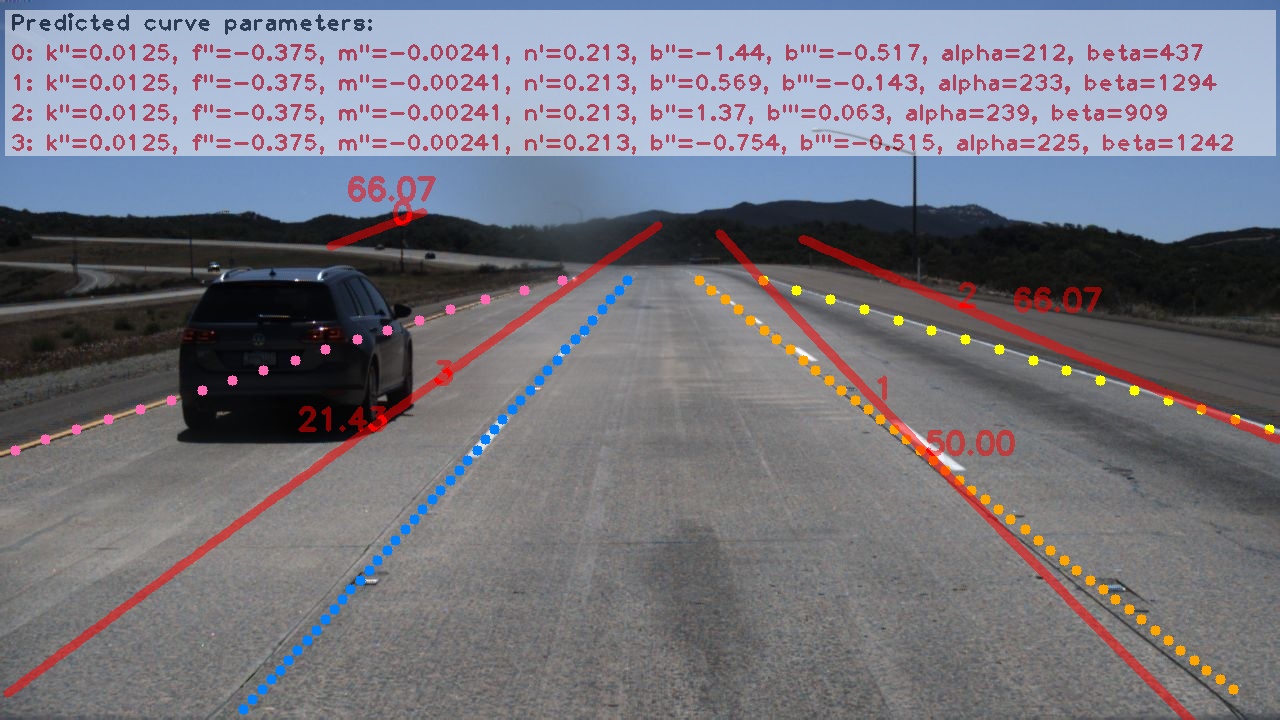 Predicted curve parameters:
0: k''=0.0125, f''=-0.375, m''=-0.00241, n'=0.213, b''=-1.44, b'''=-0.517, alpha=212, beta=437
1: k''=0.0125, f''=-0.375, m''=-0.00241, n'=0.213, b''=0.569, b'''=-0.143, alpha=233, beta=1294
2: k''=0.0125, f''=-0.375, m''=-0.00241, n'=0.213, b''=1.37, b'''=0.063, alpha=239, beta=909
3: k''=0.0125, f''=-0.375, m''=-0.00241, n'=0.213, b''=-0.754, b'''=-0.515, alpha=225, beta=1242
66.07
0
2
66.07
3
1
21.43
50.00